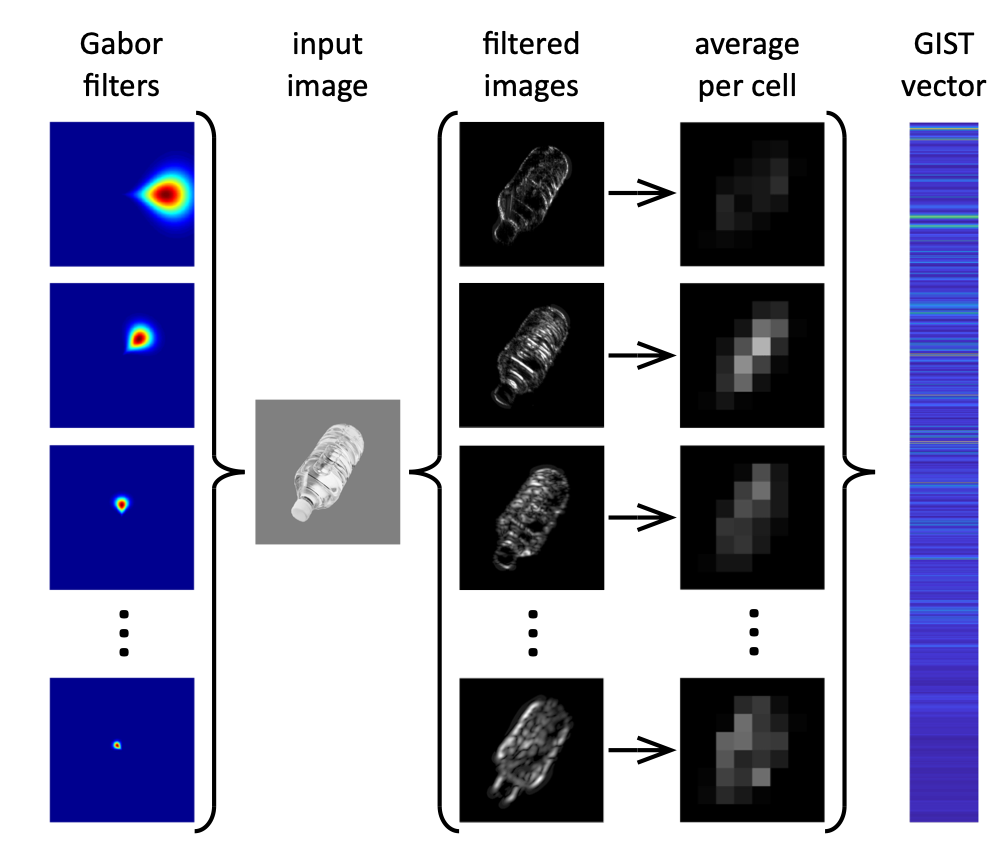 Gabor
filters
input
image
filtered
images
average
per cell
GIST
vector